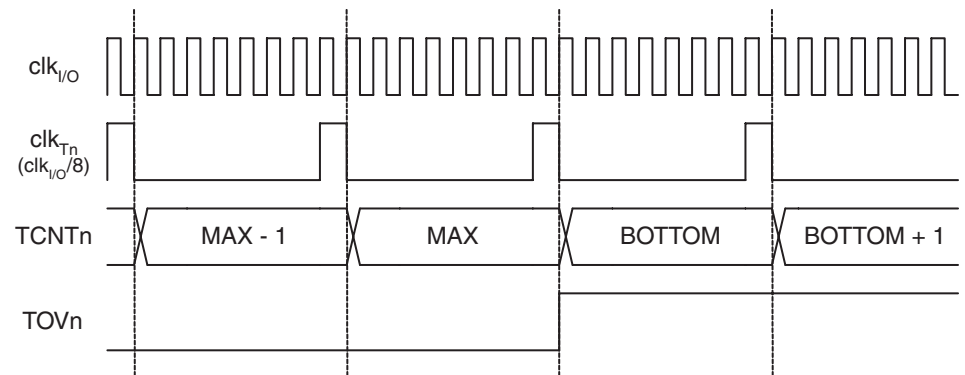 clkI/O
clkTn
(clkI/O/8)
TCNTn MAX - 1 MAX BOTTOM BOTTOM + 1
TOVn